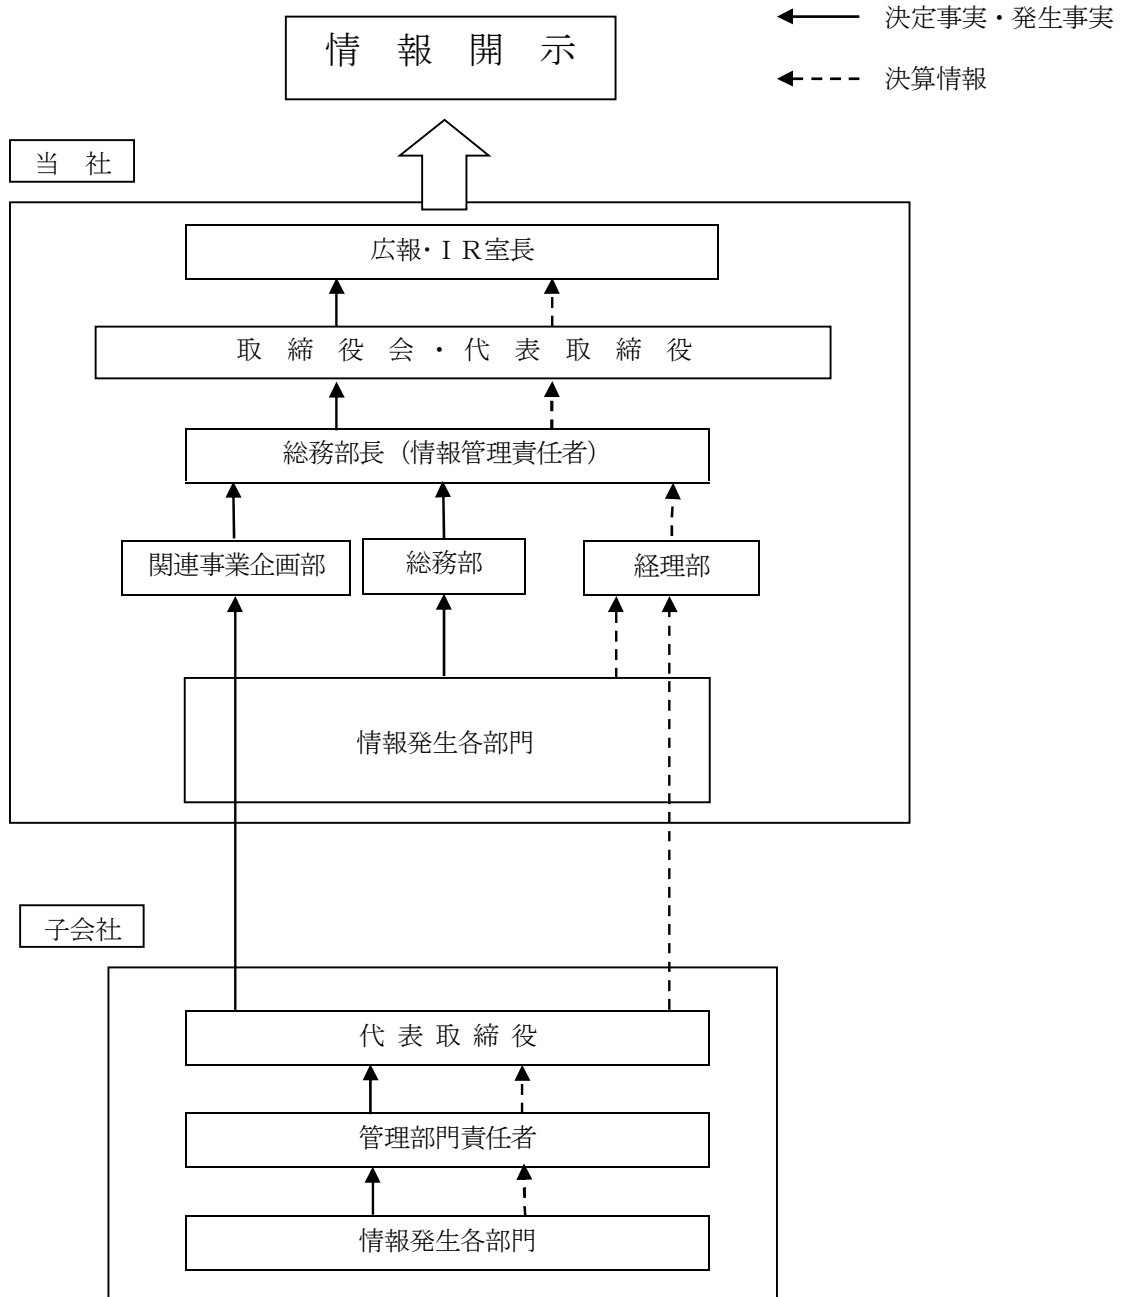 情　報　開　示
決定事実・発生事実
決算情報
当　社
広報・ＩＲ室長
取　締　役　会　・　代　表　取　締　役
総務部長（情報管理責任者）
関連事業企画部
総務部
経理部
情報発生各部門
子会社
代 表 取 締 役
管理部門責任者
情報発生各部門